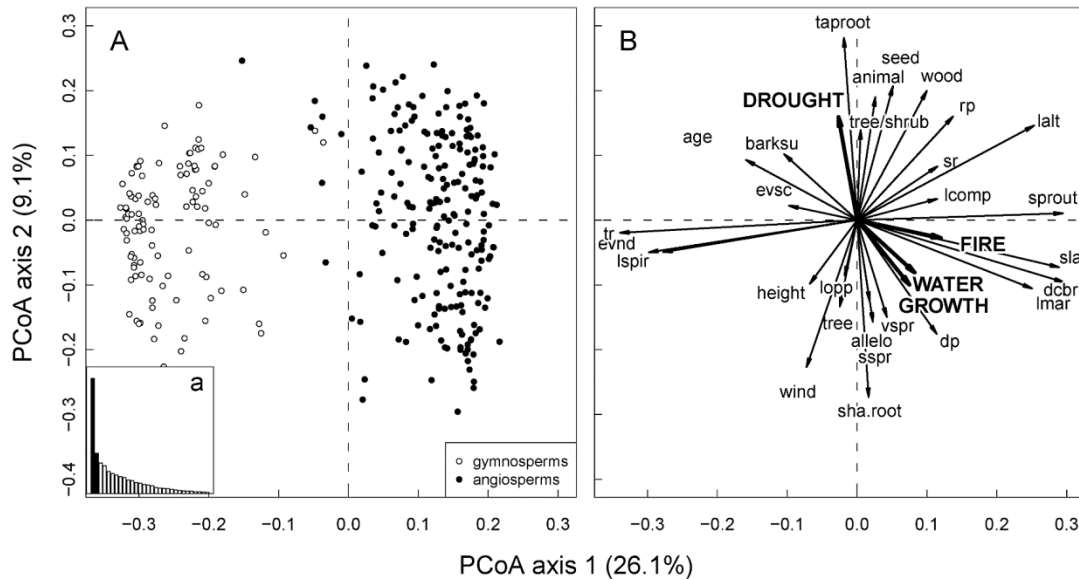 A
B
PCoA axis 2 (9.1%)
0.3
0.2
0.1
0.0
−0.1
−0.2
−0.3
−0.4
−0.3
−0.2
−0.1
0.0
0.1
0.2
0.3
a
gymnosperms
angiosperms
taproot
seed
animal
wood
DROUGHT
tree/shrub
rp
lalt
age
barksu
sr
evsc
lcomp
sprout
tr
evnd
lspir
FIRE
sla
height
lopp
WATER
dcbr
GROWTH
lmar
tree
vspr
allelo
dp
sspr
wind
sha.root
−0.3
−0.2
−0.1
0.0
0.1
0.2
0.3
PCoA axis 1 (26.1%)